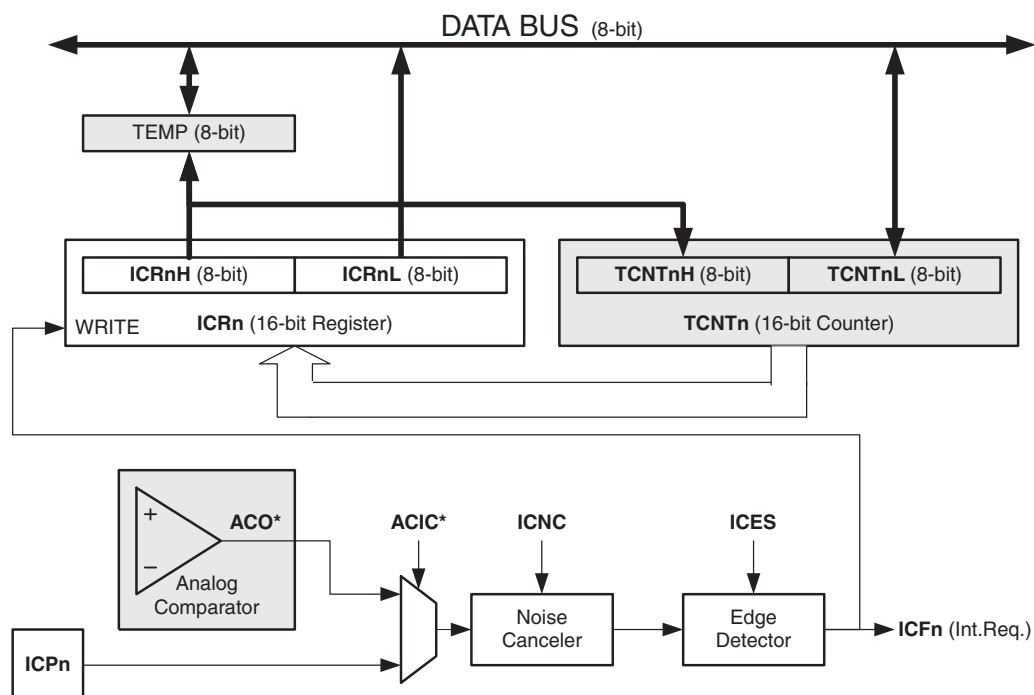 DATA BUS (8-bit)
TEMP (8-bit)
ICRnH (8-bit) ICRnL (8-bit)
TCNTnH (8-bit) TCNTnL (8-bit)
WRITE
ICRn (16-bit Register)
TCNTn (16-bit Counter)
+
−
ACO*
Analog
Comparator
ACIC*
ICNC
ICES
Noise
Canceler
Edge
Detector
ICFn (Int.Req.)
ICPn